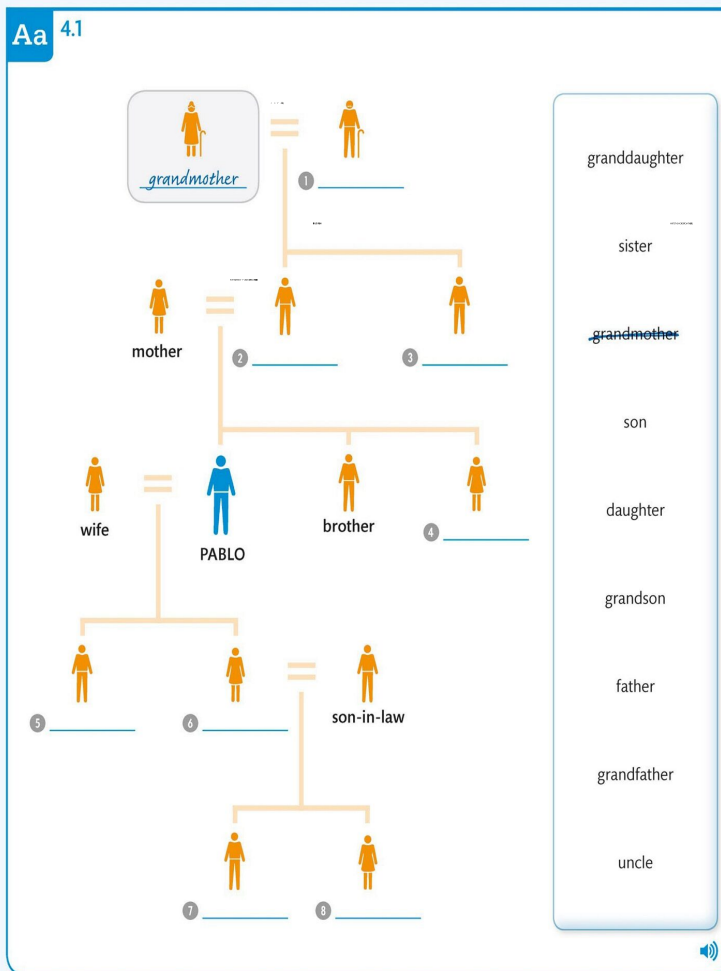 Aa 4.1
grandmother
1
mother
2
3
wife
PABLO
brother
4
5
6
son-in-law
7
8
granddaughter
sister
grandmother
son
daughter
grandson
father
grandfather
uncle